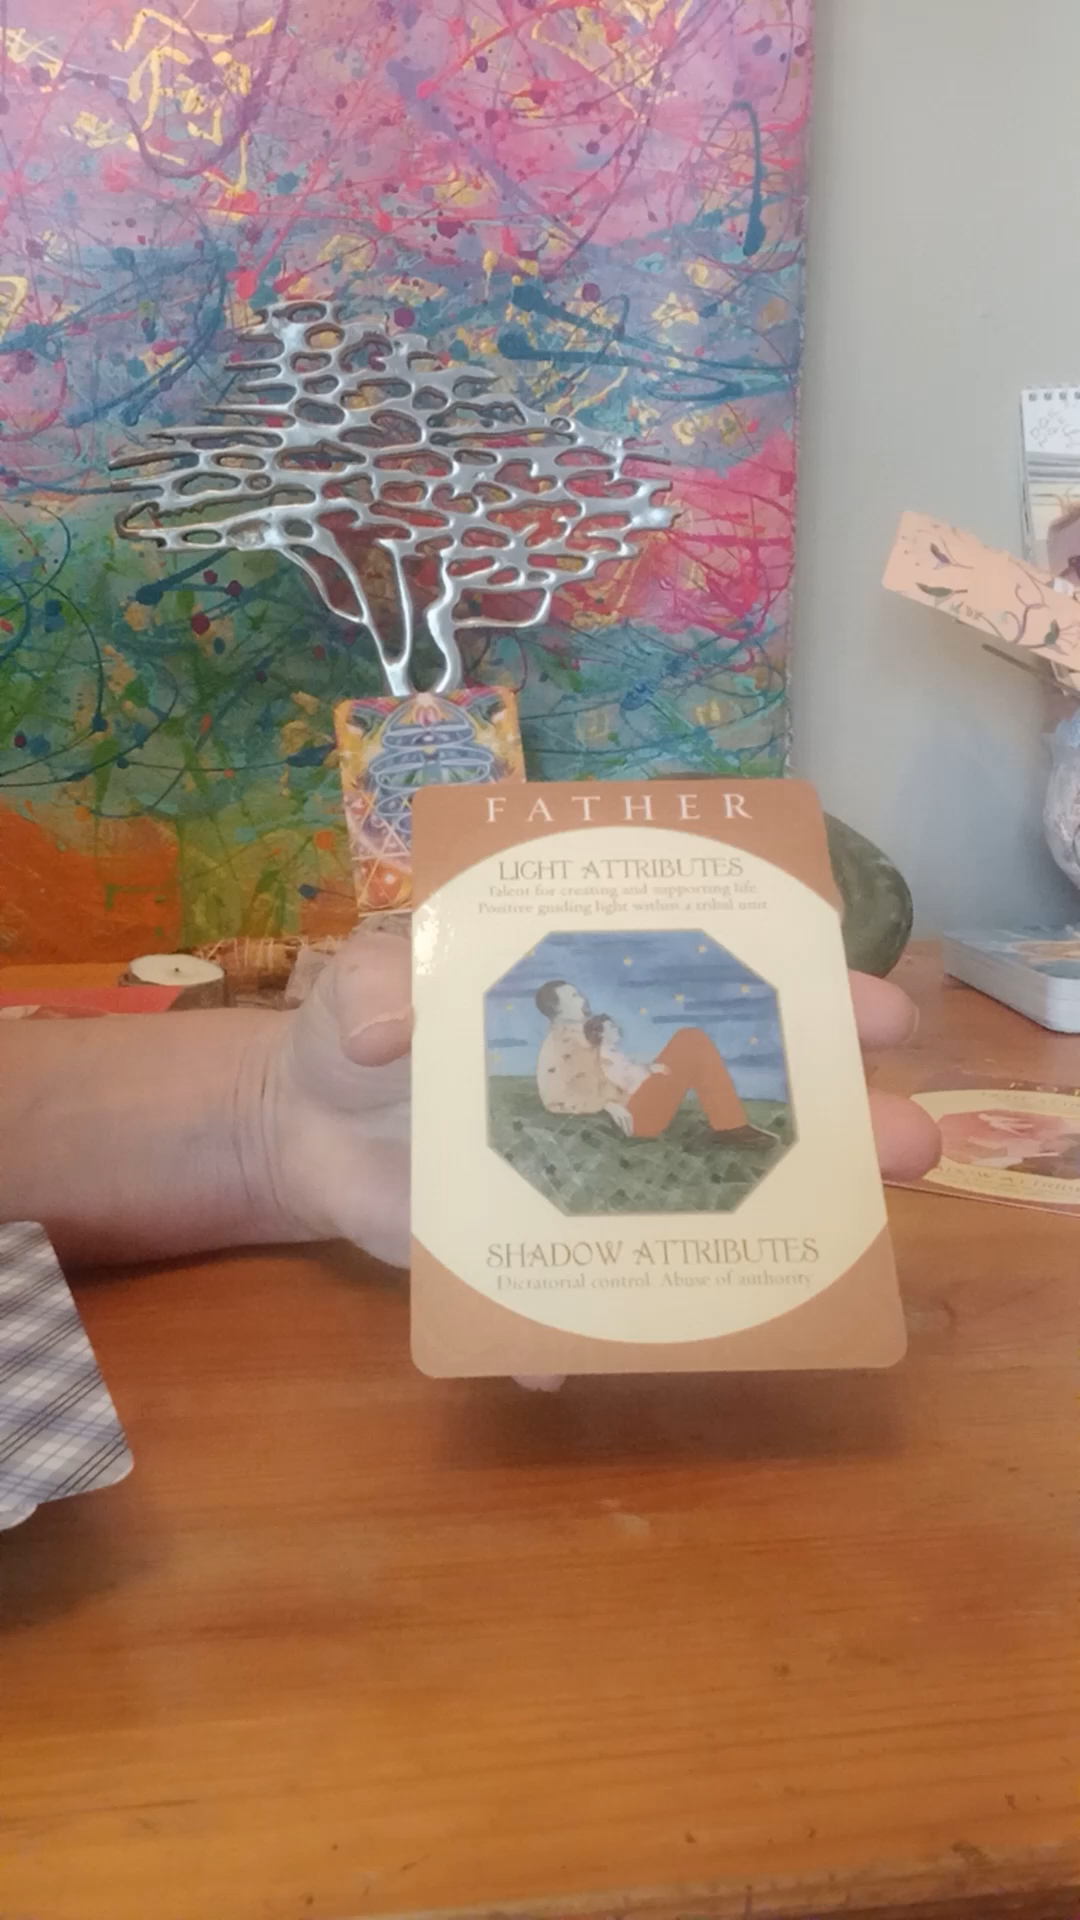 FATHER
LIGHT ATTRIBUTES
Talent for creating and supporting life.
Positive guiding light within a tribal unit
SHADOW ATTRIBUTES
Dictatorial control. Abuse of authority